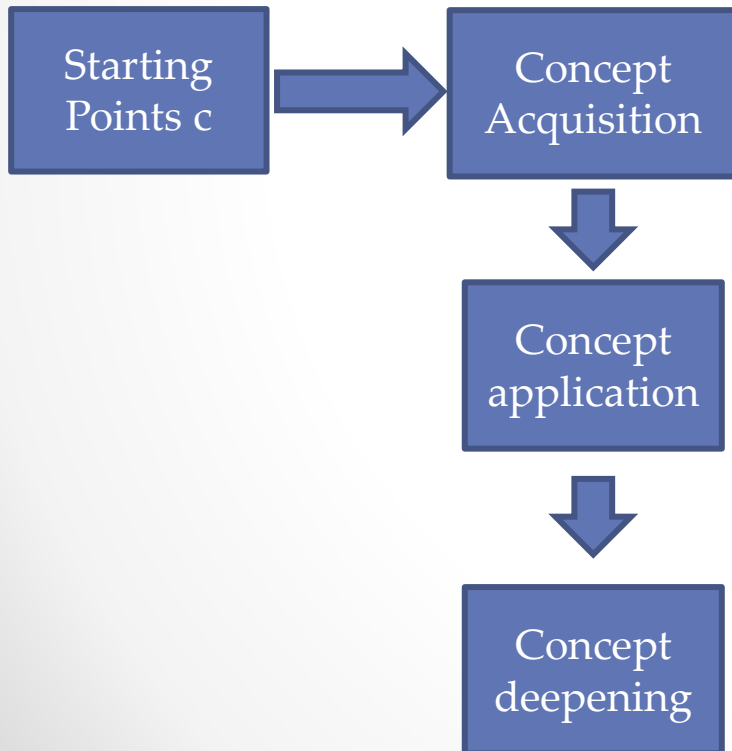 Starting
Points c
Concept
Acquisition
Concept
application
Concept
deepening